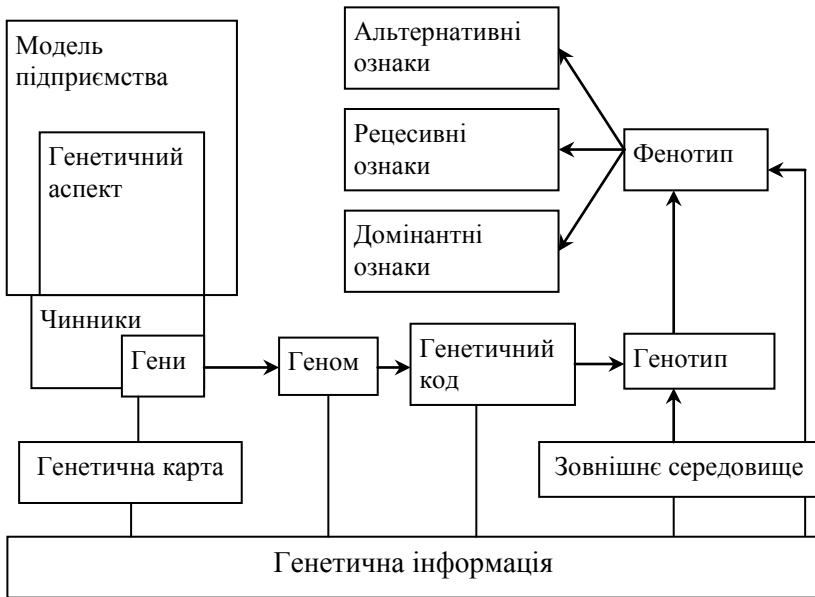 Модель
підприємства
Генетичний
аспект
Чинники
Гени
Геном
Генетичний
код
Генотип
Фенотип
Альтернативні
ознаки
Рецесивні
ознаки
Домінантні
ознаки
Генетична карта
Зовнішнє середовище
Генетична інформація